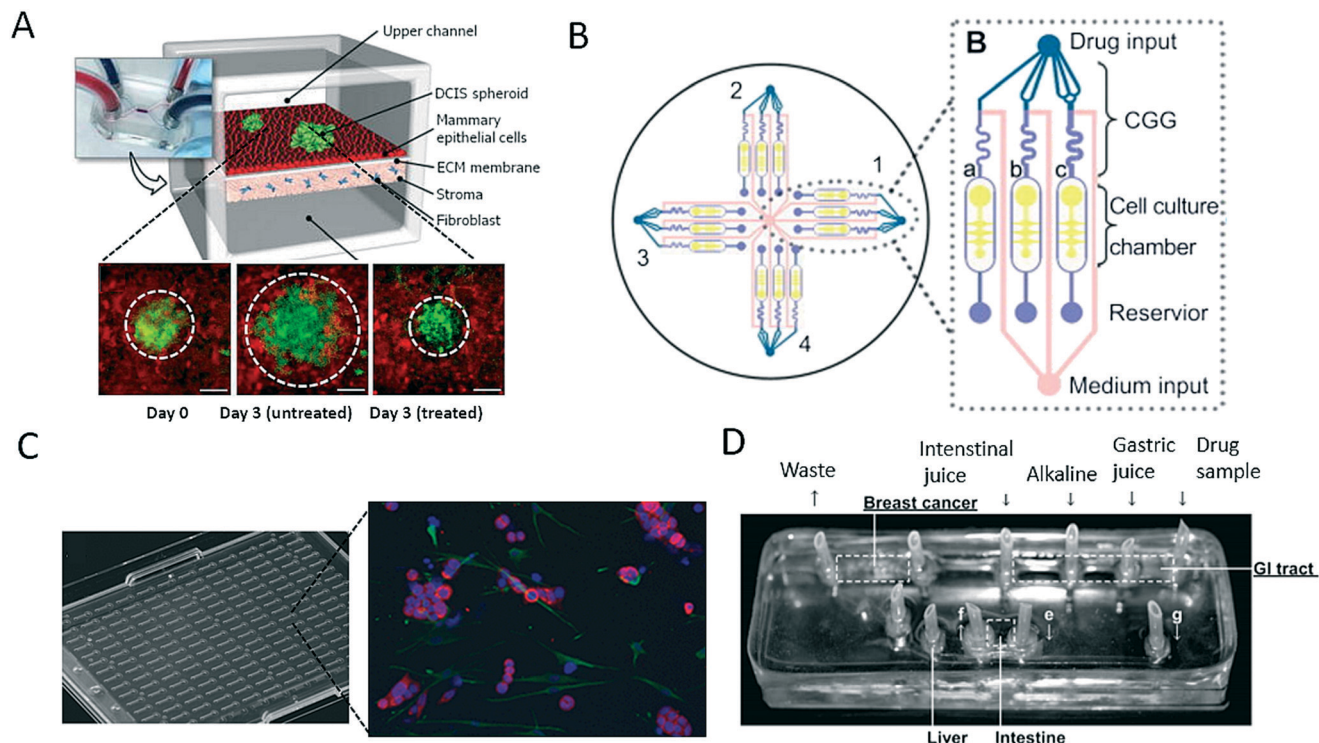 A
Upper channel
DCIS spheroid
Mammary
epithelial cells
ECM membrane
Stroma
Fibroblast
Day 0
Day 3 (untreated)
Day 3 (treated)
B
1
2
3
4
B
Drug input
CGG
a
b
c
Cell culture
chamber
Reservior
Medium input
C
D
Waste
Intenstinal
juice
Alkaline
Gastric
juice
Drug
sample
Breast cancer
GI tract
f
e
g
Liver
Intestine